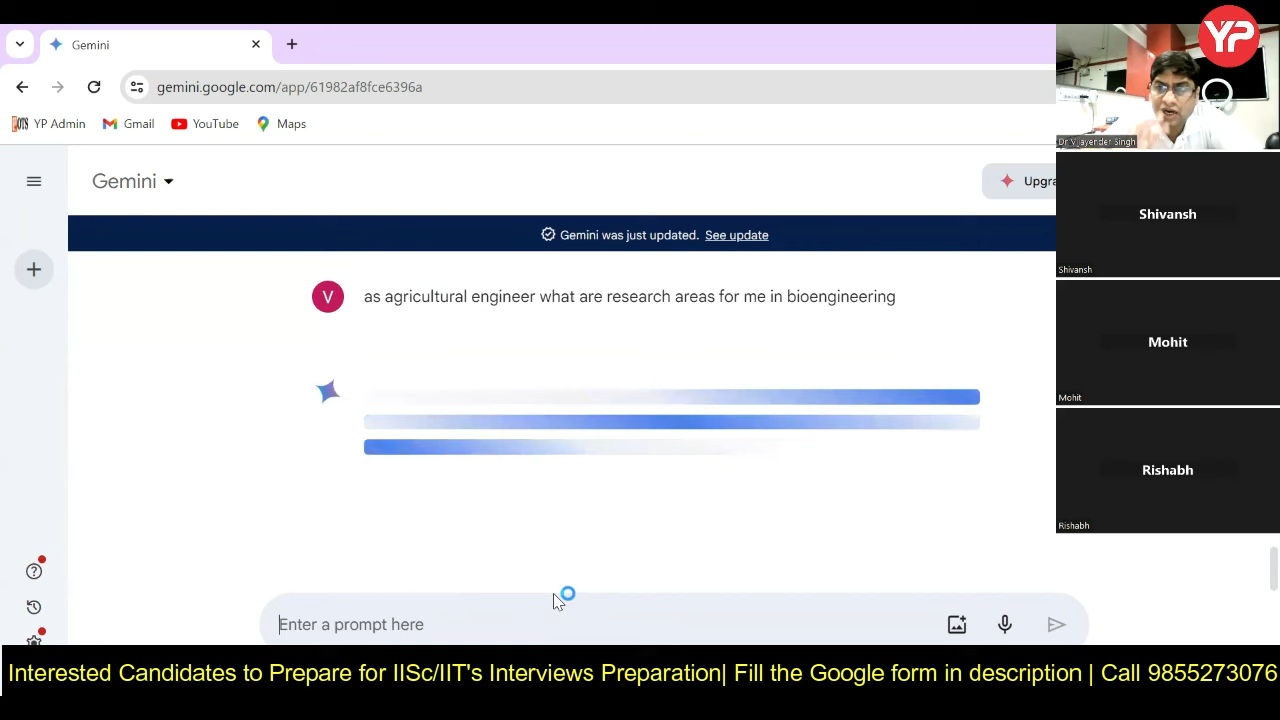 YP
Gemini
gemini.google.com/app/61982af8fce6396a
YP Admin
Gmail
YouTube
Maps
Gemini
Upgra
Dr Vijayender Singh
Gemini was just updated. See update
V
as agricultural engineer what are research areas for me in bioengineering
Shivansh
Shivansh
Mohit
Mohit
Rishabh
Rishabh
Enter a prompt here
Interested Candidates to Prepare for IISc/IIT's Interviews Preparation| Fill the Google form in description | Call 9855273076